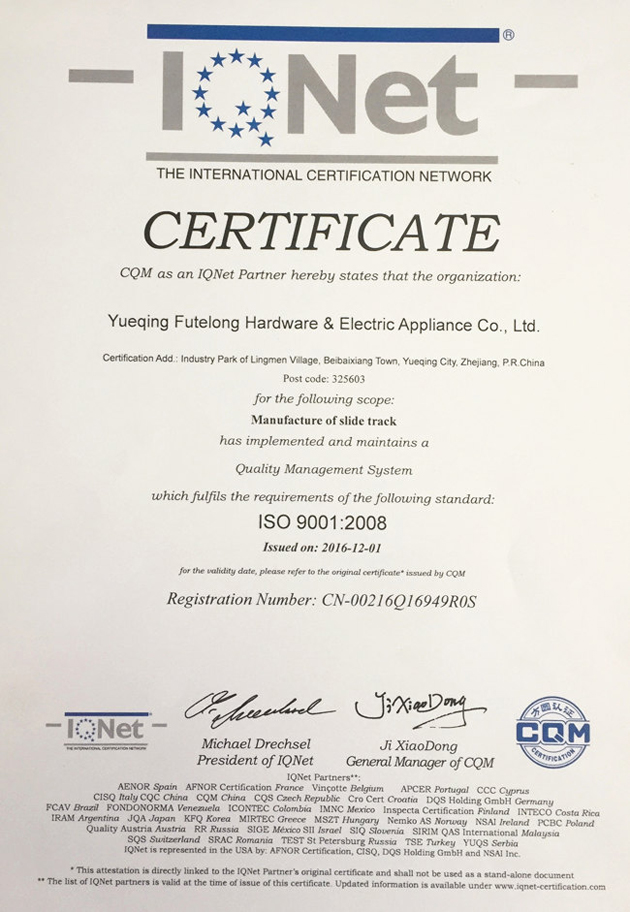 IQNet ®
THE INTERNATIONAL CERTIFICATION NETWORK
CERTIFICATE
CQM as an IQNet Partner hereby states that the organization:
Yueqing Futelong Hardware & Electric Appliance Co., Ltd.
Certification Add.: Industry Park of Lingmen Village, Beibaixiang Town, Yueqing City, Zhejiang, P.R.China
Post code: 325603
for the following scope:
Manufacture of slide track
has implemented and maintains a
Quality Management System
which fulfils the requirements of the following standard:
ISO 9001:2008
Issued on: 2016-12-01
for the validity date, please refer to the original certificate* issued by CQM
Registration Number: CN-00216Q16949R0S
Ji XiaoDong
IQNet ®
THE INTERNATIONAL CERTIFICATION NETWORK
Michael Drechsel
President of IQNet
Ji XiaoDong
General Manager of CQM
方圆认证
CQM
CERTIFICATION
IQNet Partners**:
AENOR Spain AFNOR Certification France Vinçotte Belgium APCER Portugal CCC Cyprus
CISQ Italy CQC China CQM China CQS Czech Republic Cro Cert Croatia DQS Holding GmbH Germany
FCAV Brazil FONDONORMA Venezuela ICONTEC Colombia IMNC Mexico Inspecta Certification Finland INTECO Costa Rica
IRAM Argentina JQA Japan KFQ Korea MIRTEC Greece MSZT Hungary Nemko AS Norway NSAI Ireland PCBC Poland
Quality Austria Austria RR Russia SIGE México SII Israel SIQ Slovenia SIRIM QAS International Malaysia
SQS Switzerland SRAC Romania TEST St Petersburg Russia TSE Turkey YUQS Serbia
IQNet is represented in the USA by: AFNOR Certification, CISQ, DQS Holding GmbH and NSAI Inc.
* This attestation is directly linked to the IQNet Partner's original certificate and shall not be used as a stand-alone document
** The list of IQNet partners is valid at the time of issue of this certificate. Updated information is available under www.iqnet-certification.com